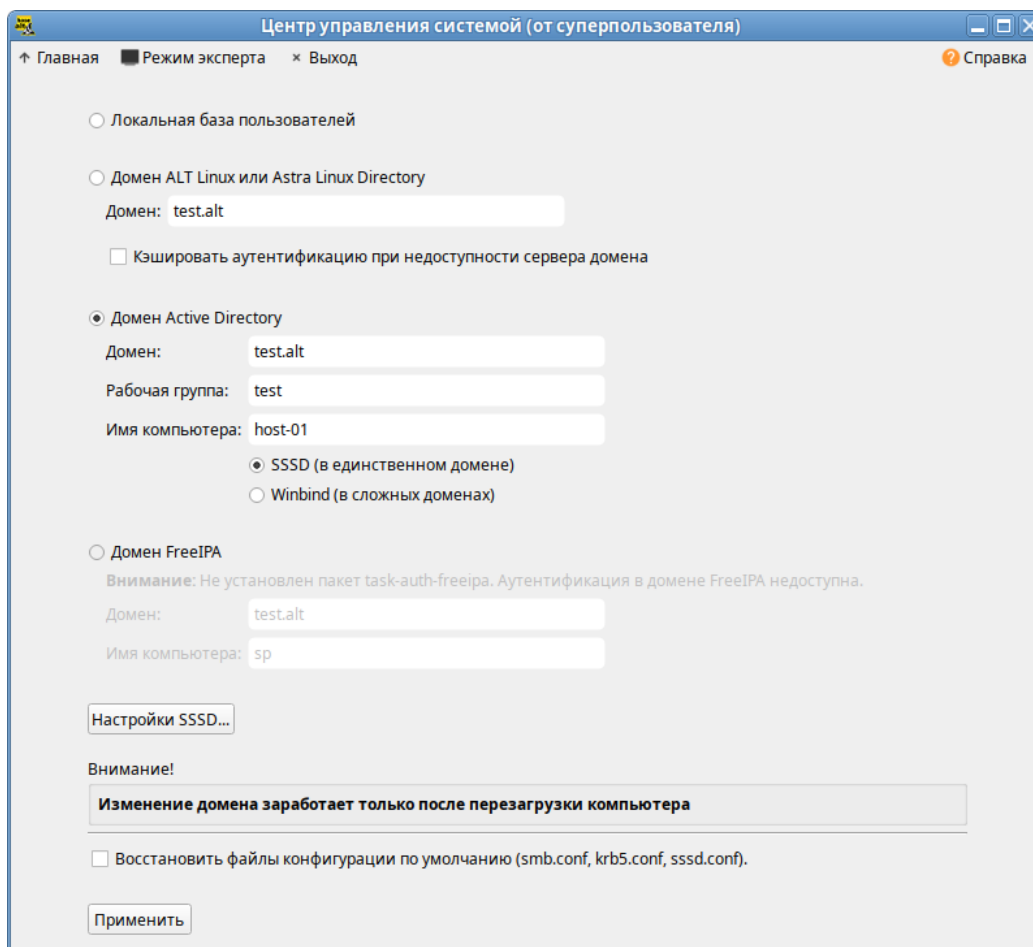 Центр управления системой (от суперпользователя)
Главная Режим эксперта Выход Справка
Локальная база пользователей
Домен ALT Linux или Astra Linux Directory
Домен: test.alt
Кэшировать аутентификацию при недоступности сервера домена
Домен Active Directory
Домен: test.alt
Рабочая группа: test
Имя компьютера: host-01
SSSD (в единственном домене)
Winbind (в сложных доменах)
Домен FreeIPA
Внимание: Не установлен пакет task-auth-freeipa. Аутентификация в домене FreeIPA недоступна.
Домен: test.alt
Имя компьютера: sp
Настройки SSSD...
Внимание!
Изменение домена заработает только после перезагрузки компьютера
Восстановить файлы конфигурации по умолчанию (smb.conf, krb5.conf, sssd.conf).
Применить